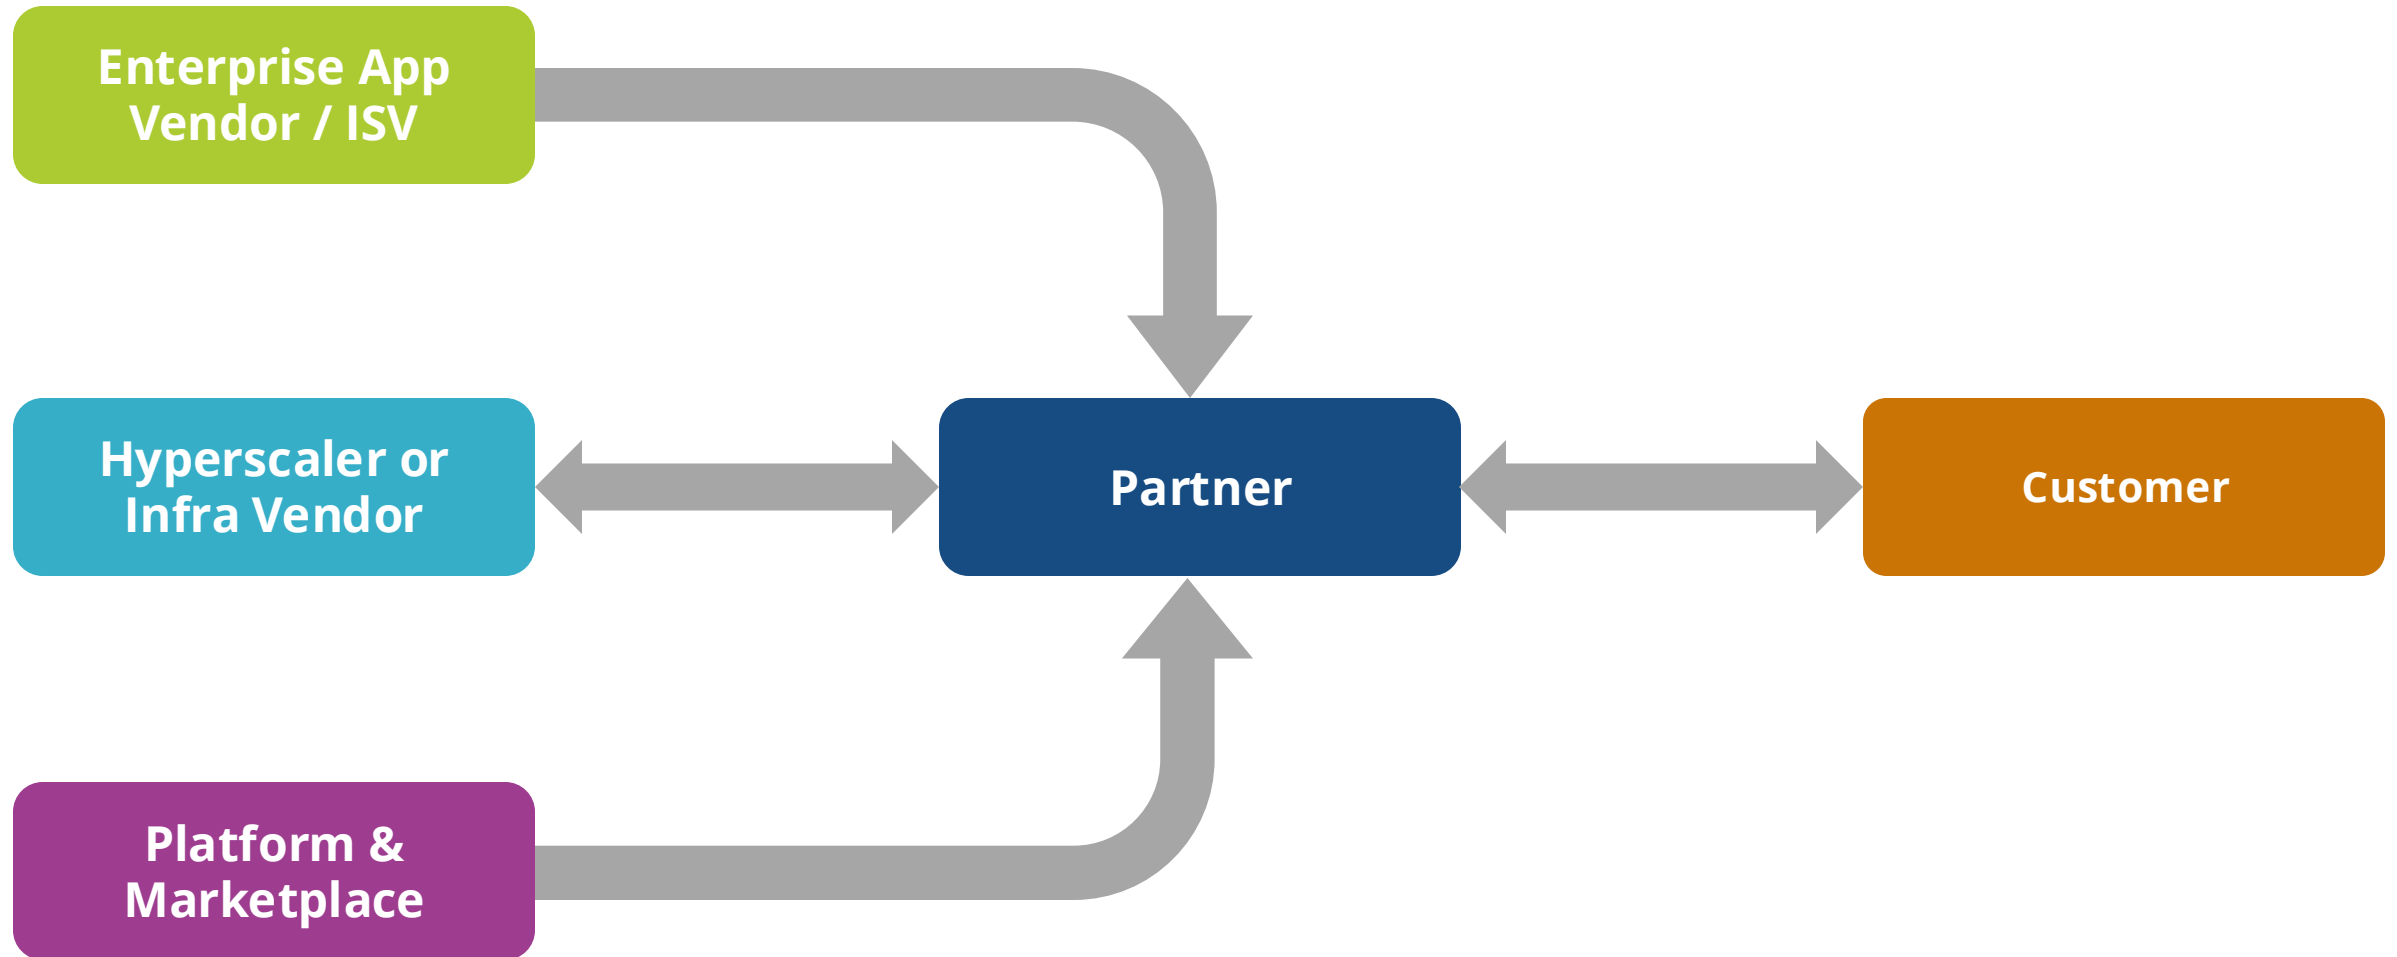 Enterprise App
Vendor / ISV
Hyperscaler or
Infra Vendor
Partner
Customer
Platform &
Marketplace